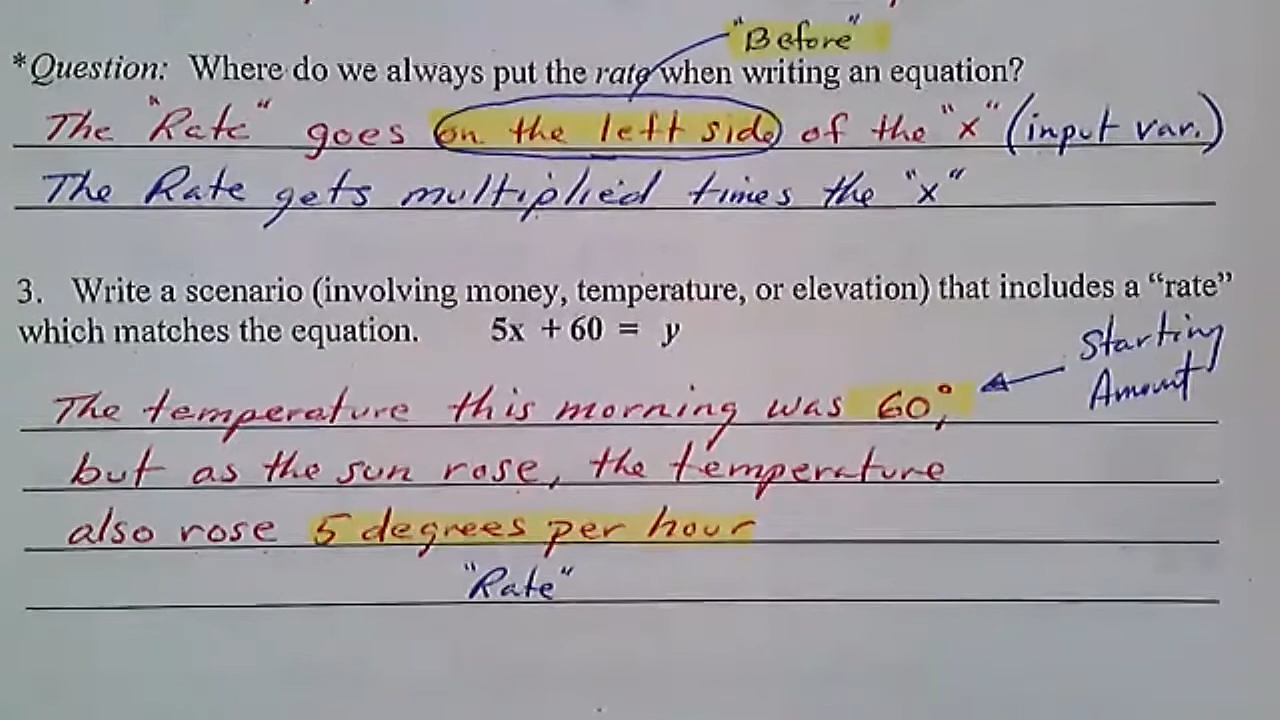 "Before"
*Question: Where do we always put the rate when writing an equation?
The "Rate" goes on the left side of the "x" (input var.)
The Rate gets multiplied times the "x"
3. Write a scenario (involving money, temperature, or elevation) that includes a “rate”
which matches the equation. 5x + 60 = y
Starting
Amount
The temperature this morning was 60°,
but as the sun rose, the temperature
also rose 5 degrees per hour
"Rate"